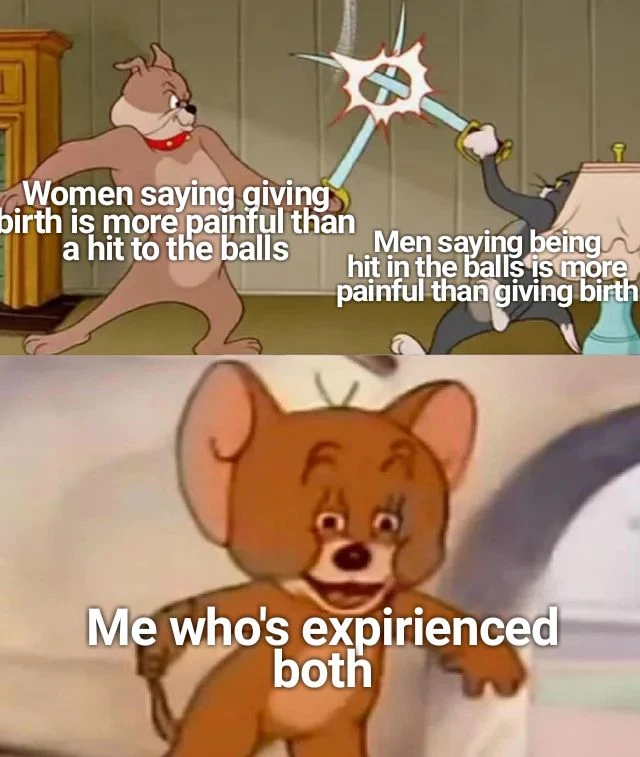 Women saying giving
birth is more painful than
a hit to the balls
Men saying being
hit in the balls is more
painful than giving birth
Me who's expirienced
both